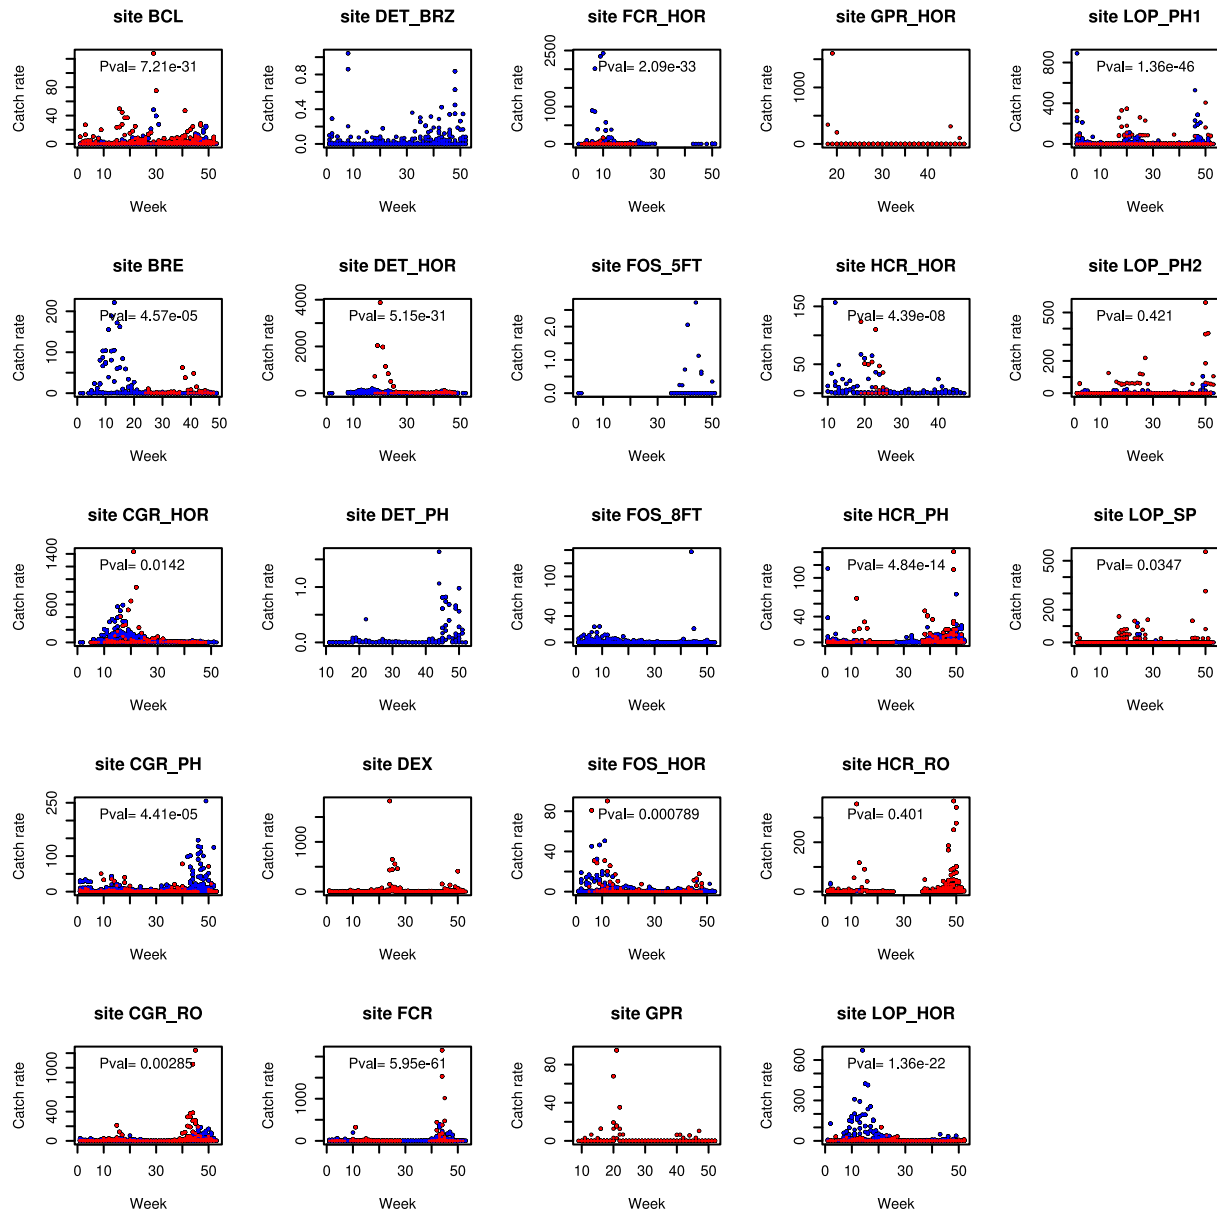 site BCL
site DET_BRZ
site FCR_HOR
site GPR_HOR
site LOP_PH1
Pval= 7.21e-31
Pval= 2.09e-33
Pval= 1.36e-46
Catch rate
0 40 80
Catch rate
0.0 0.4 0.8
Catch rate
0 1000 2500
Catch rate
0 1000
Catch rate
0 400 800
0 10 30 50
0 10 30 50
0 10 30 50
20 30 40
0 10 30 50
Week
Week
Week
Week
Week
site BRE
site DET_HOR
site FOS_5FT
site HCR_HOR
site LOP_PH2
Pval= 4.57e-05
Pval= 5.15e-31
Pval= 4.39e-08
Pval= 0.421
Catch rate
0 50 100 200
Catch rate
0 2000 4000
Catch rate
0.0 1.0 2.0
Catch rate
0 50 150
Catch rate
0 200 500
0 10 30 50
0 10 30 50
0 10 30 50
10 20 30 40
0 10 30 50
Week
Week
Week
Week
Week
site CGR_HOR
site DET_PH
site FOS_8FT
site HCR_PH
site LOP_SP
Pval= 0.0142
Pval= 4.84e-14
Pval= 0.0347
Catch rate
0 600 1400
Catch rate
0.0 1.0
Catch rate
0 40 80 120
Catch rate
0 40 100
Catch rate
0 200 500
0 10 30 50
10 20 30 40 50
0 10 30 50
0 10 30 50
0 10 30 50
Week
Week
Week
Week
Week
site CGR_PH
site DEX
site FOS_HOR
site HCR_RO
Pval= 4.41e-05
Pval= 0.000789
Pval= 0.401
Catch rate
0 100 250
Catch rate
0 1000
Catch rate
0 40 80
Catch rate
0 200
0 10 30 50
0 10 30 50
0 10 30 50
0 10 30 50
Week
Week
Week
Week
site CGR_RO
site FCR
site GPR
site LOP_HOR
Pval= 0.00285
Pval= 5.95e-61
Pval= 1.36e-22
Catch rate
0 400 1000
Catch rate
0 1000
Catch rate
0 40 80
Catch rate
0 300 600
0 10 30 50
0 10 30 50
10 20 30 40 50
0 10 30 50
Week
Week
Week
Week